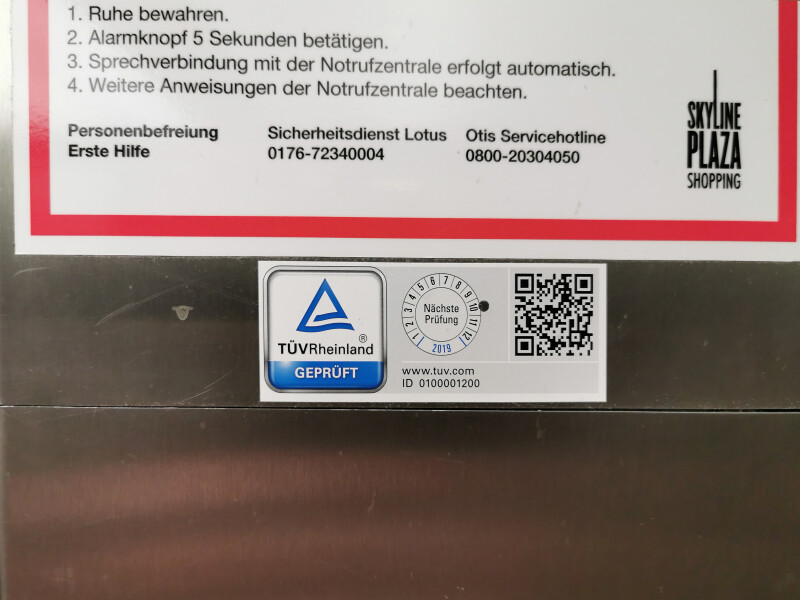 1. Ruhe bewahren.
2. Alarmknopf 5 Sekunden betätigen.
3. Sprechverbindung mit der Notrufzentrale erfolgt automatisch.
4. Weitere Anweisungen der Notrufzentrale beachten.
Personenbefreiung
Erste Hilfe
Sicherheitsdienst Lotus
0176-72340004
Otis Servicehotline
0800-20304050
SKYLINE
PLAZA
SHOPPING
TÜVRheinland®
GEPRÜFT
1 2 3 4 5 6 7 8 9 10 11 12
Nächste
Prüfung
2019
www.tuv.com
ID 0100001200